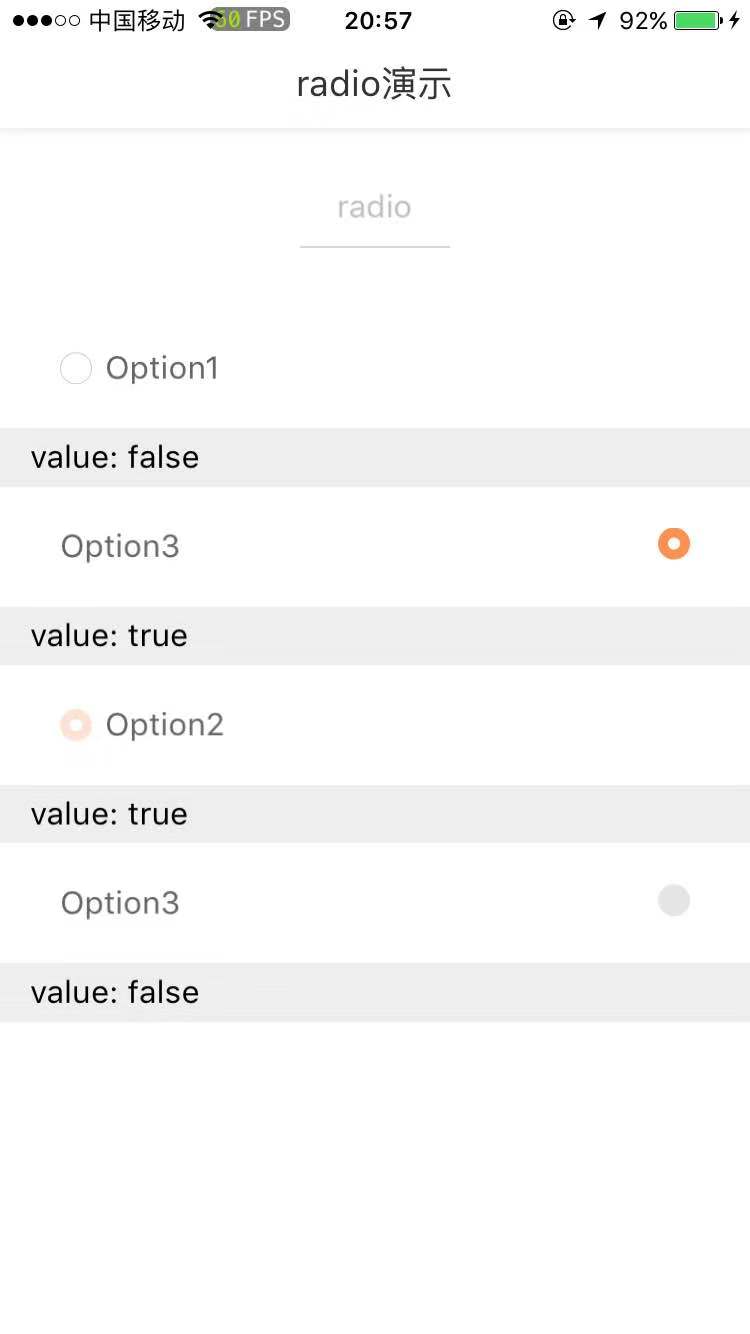 中国移动 60 FPS 20:57 92%
radio演示
radio
Option1
value: false
Option3
value: true
Option2
value: true
Option3
value: false